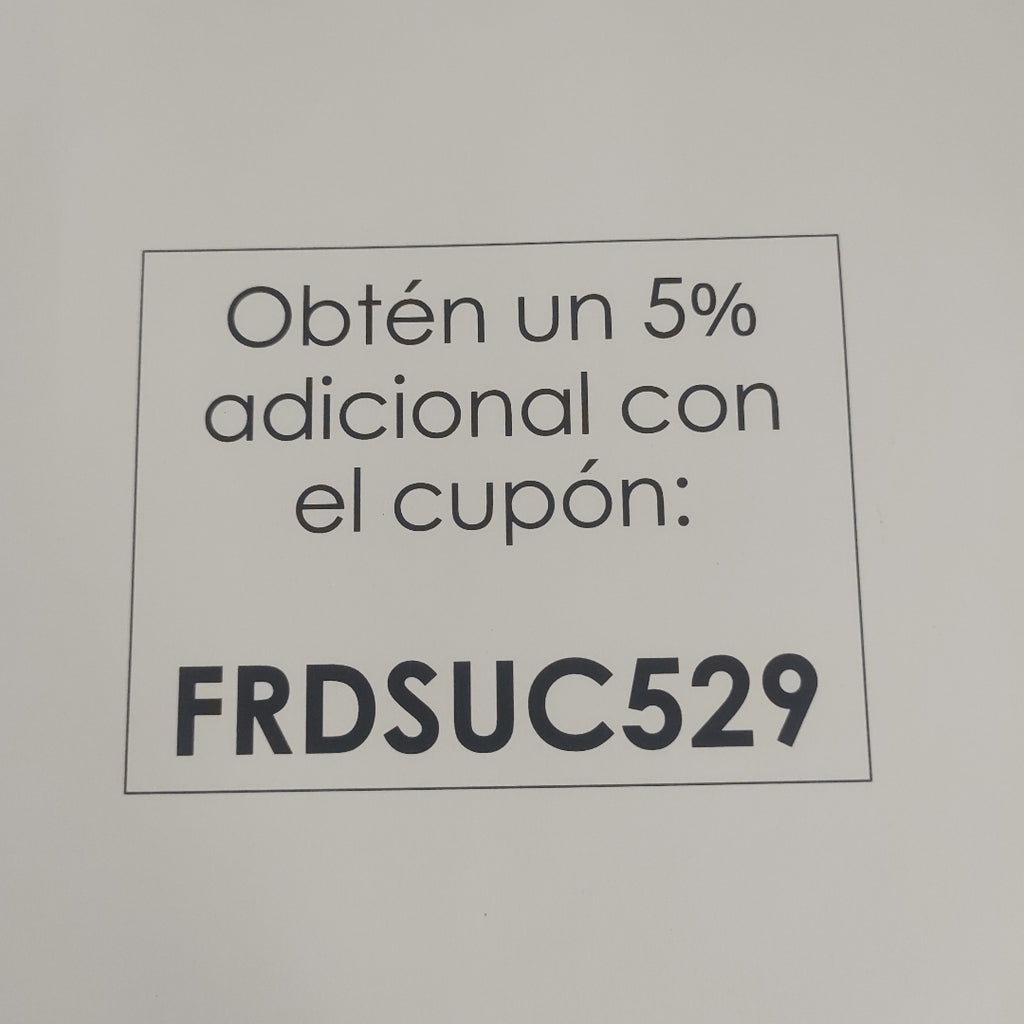 Obtén un 5%
adicional con
el cupón:
FRDSUC529